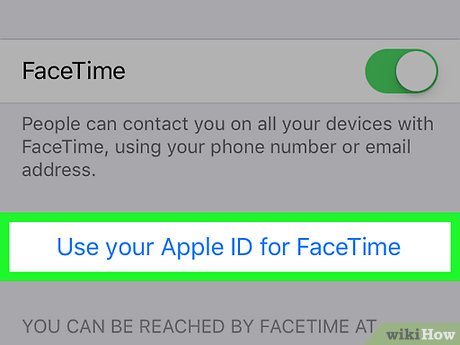 FaceTime
People can contact you on all your devices with
FaceTime, using your phone number or email
address.
Use your Apple ID for FaceTime
YOU CAN BE REACHED BY FACETIME AT
wikiHow